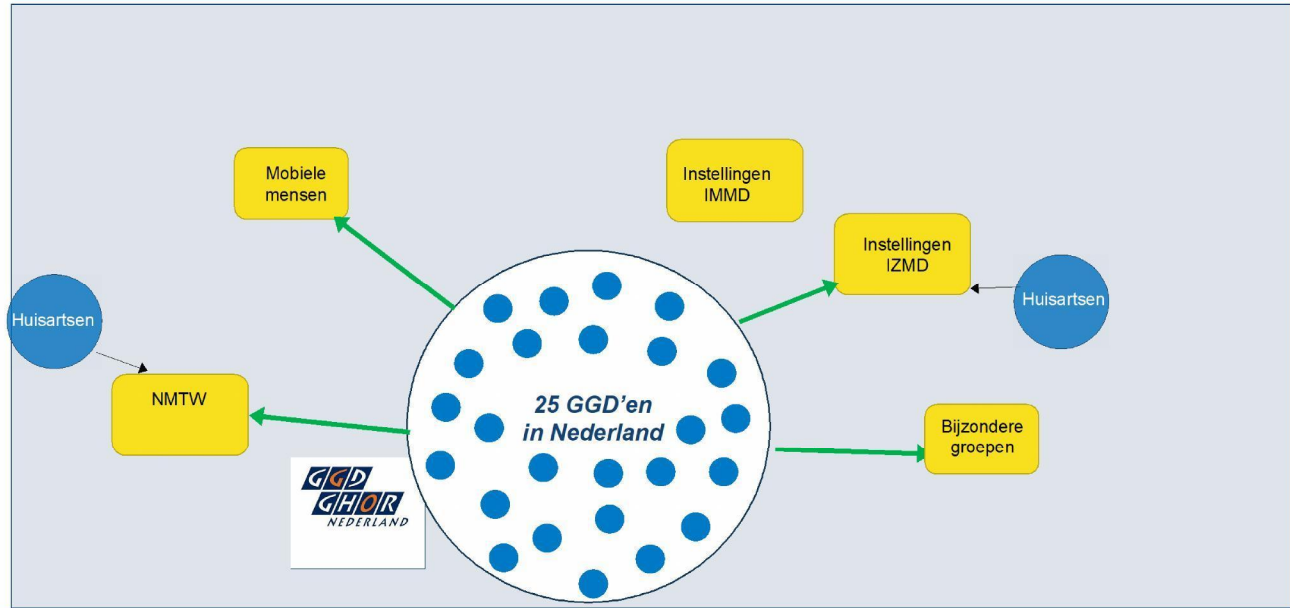 Mobiele
mensen
Instellingen
IMMD
Instellingen
IZMD
Huisartsen
Huisartsen
NMTW
25 GGD'en
in Nederland
Bijzondere
groepen
GGD
GHOR
NEDERLAND